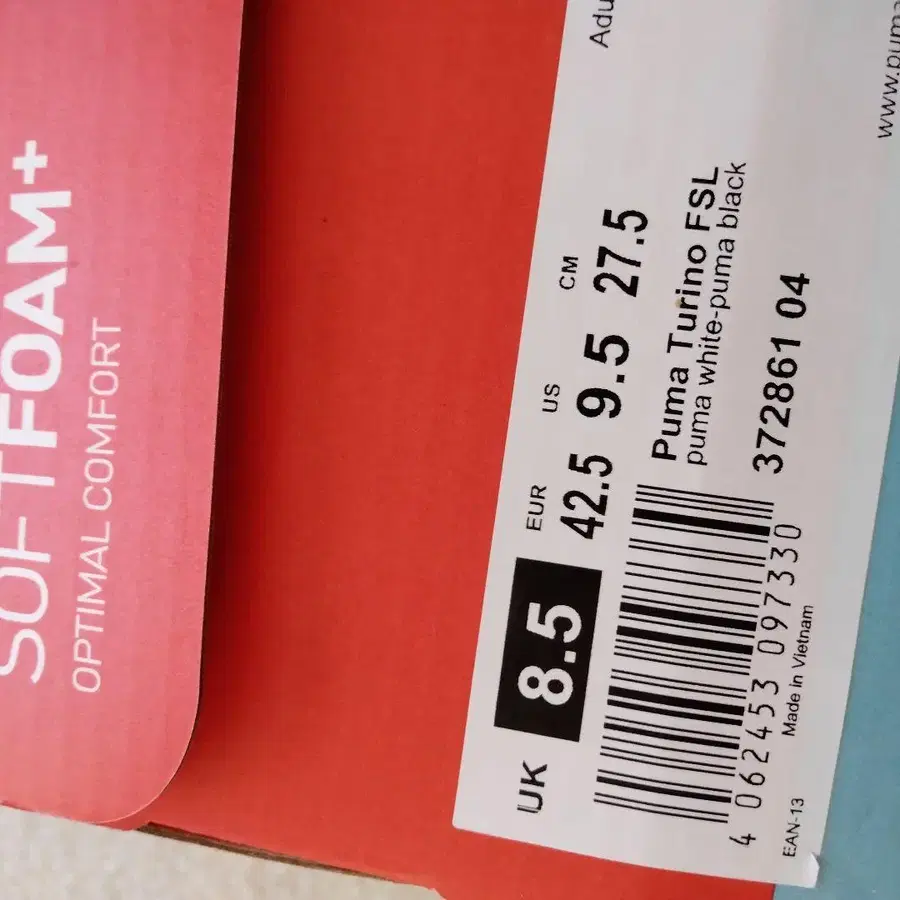 SOFTFOAM+
OPTIMAL COMFORT
UK 8.5
EUR US CM
42.5 9.5 27.5
Puma Turino FSL
puma white-puma black
372861 04
4 062453 097330
EAN-13 Made in Vietnam